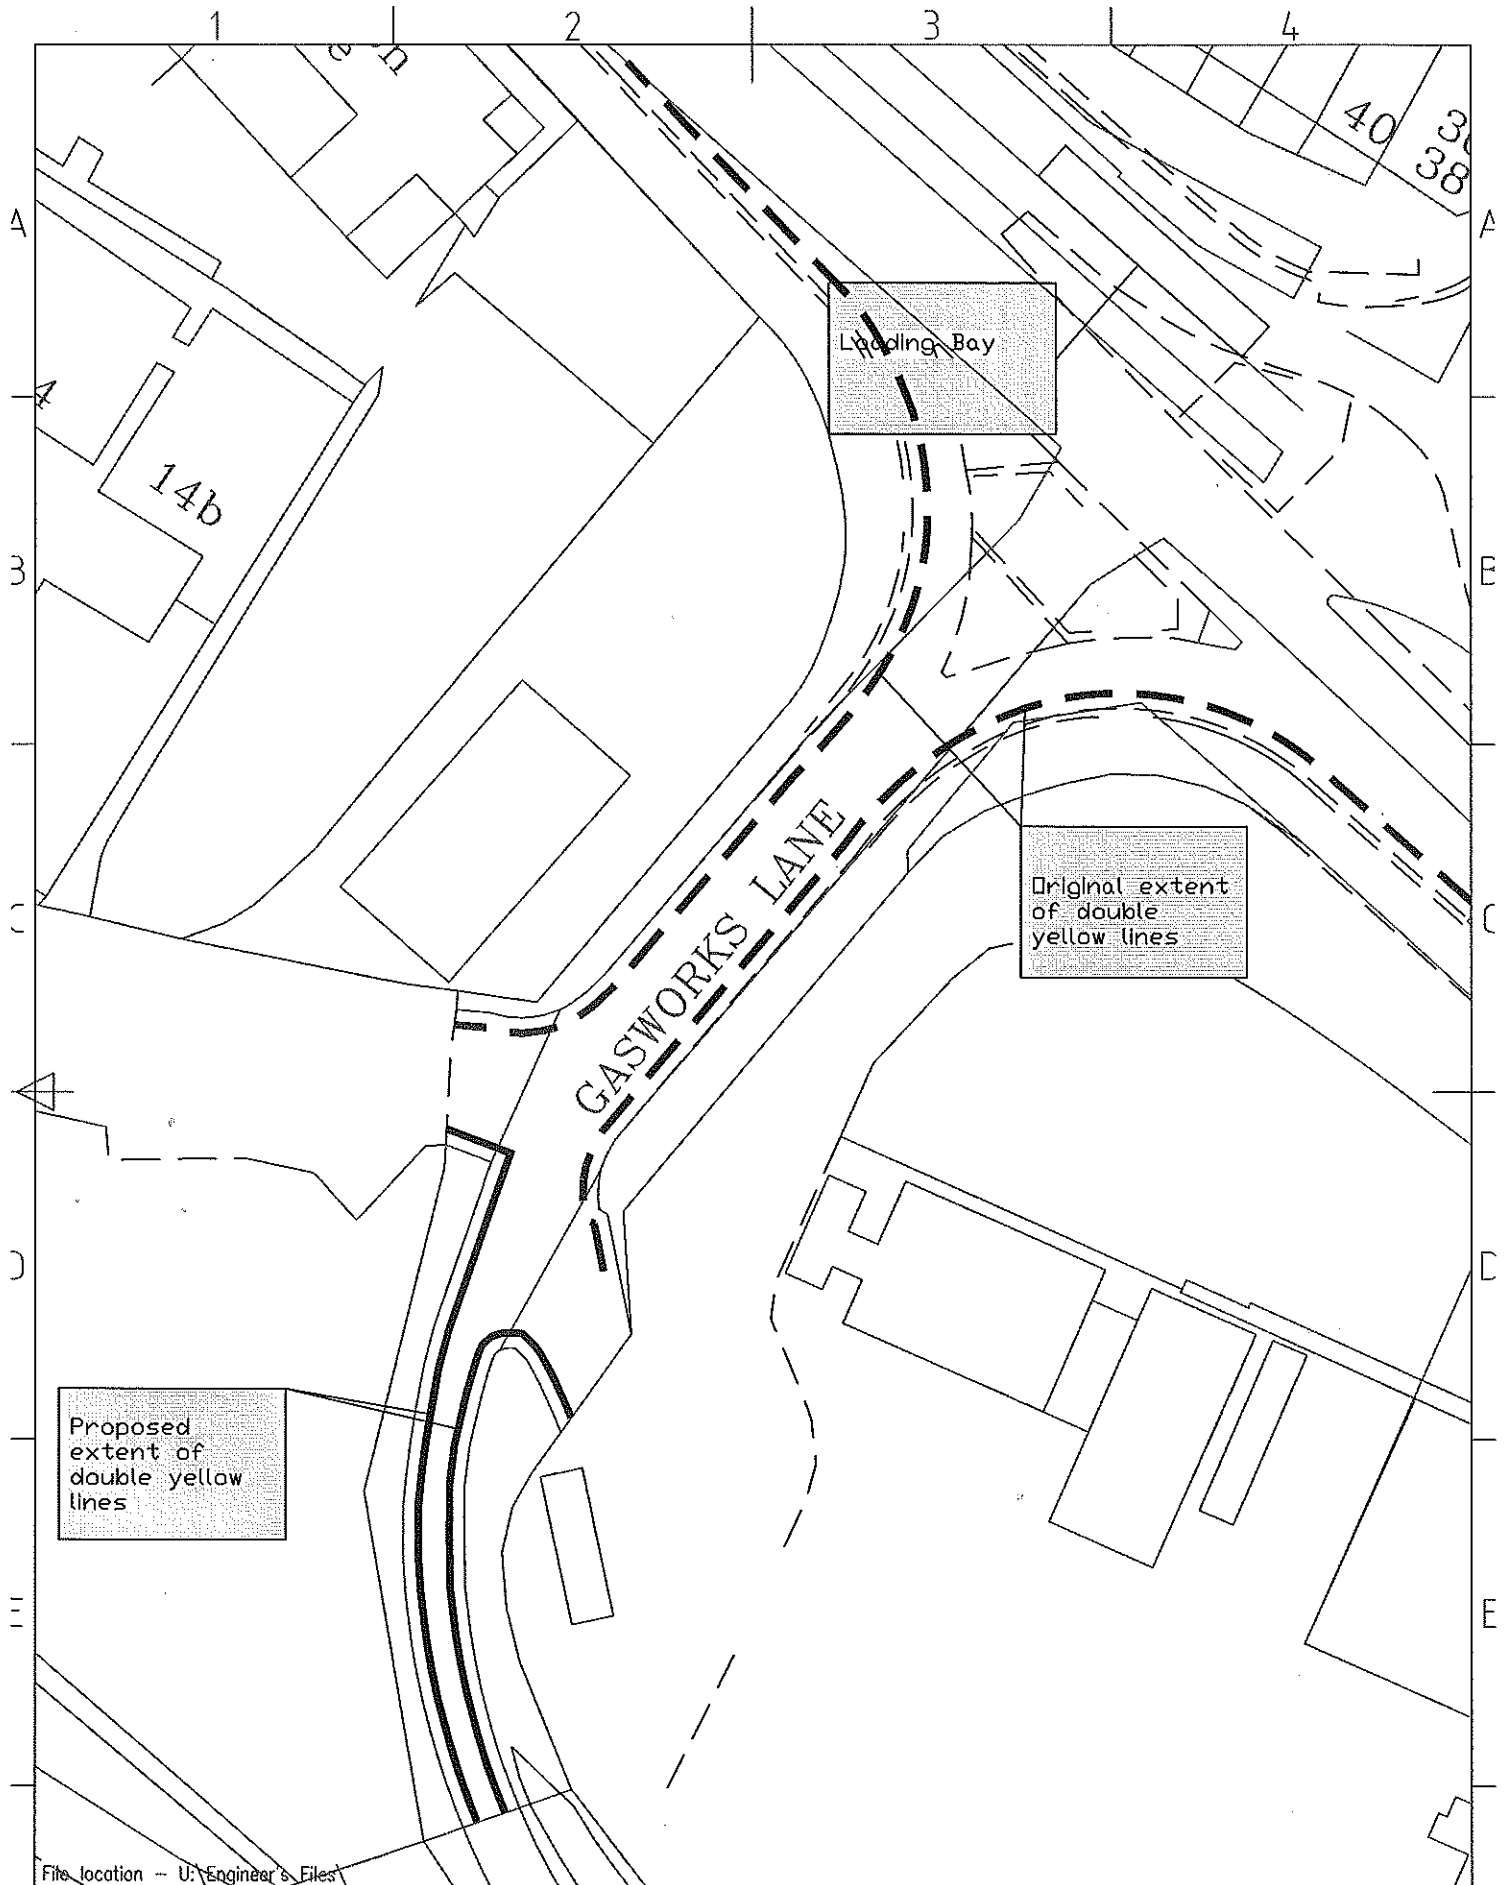 1 2 3 4
40
38
A A
Loading Bay
14b
B
GASWORKS LANE
Original extent
of double
yellow lines
C
D
Proposed
extent of
double yellow
lines
E
File location - U:\Engineer's Files\